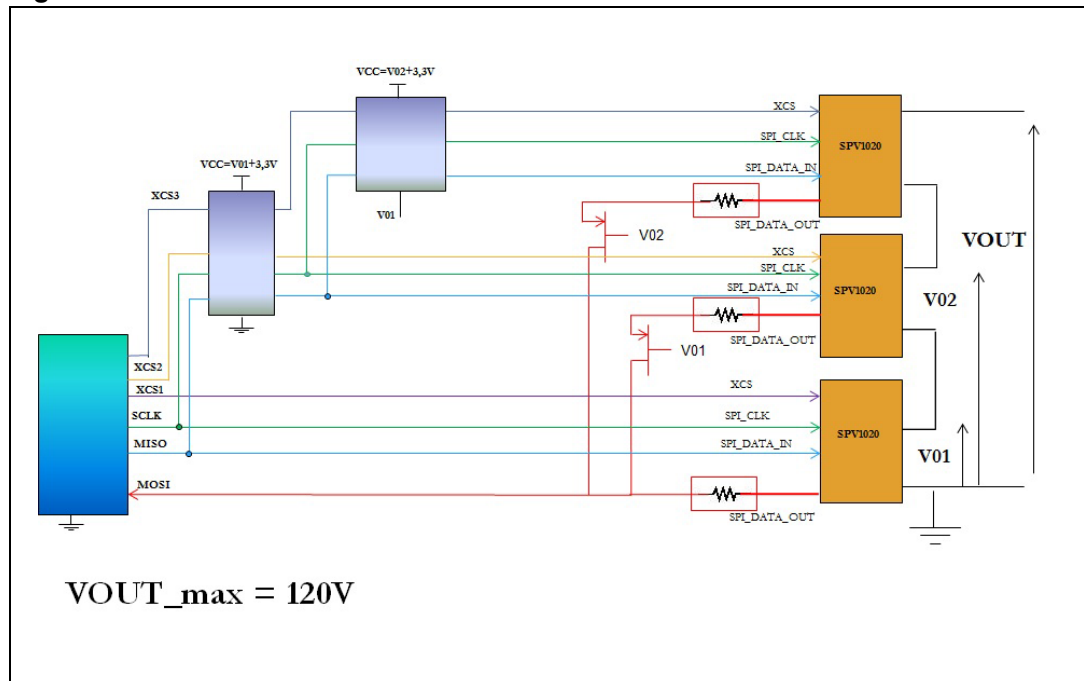 VCC=V02+3,3V
XCS
SPI_CLK
SPV1020
VCC=V01+3,3V
SPI_DATA_IN
XCS3
V01
SPI_DATA_OUT
V02
VOUT
XCS
SPI_CLK
SPI_DATA_IN
SPV1020
V02
SPI_DATA_OUT
V01
XCS2
XCS1
XCS
SCLK
SPI_CLK
SPV1020
MISO
SPI_DATA_IN
V01
MOSI
SPI_DATA_OUT
VOUT_max = 120V